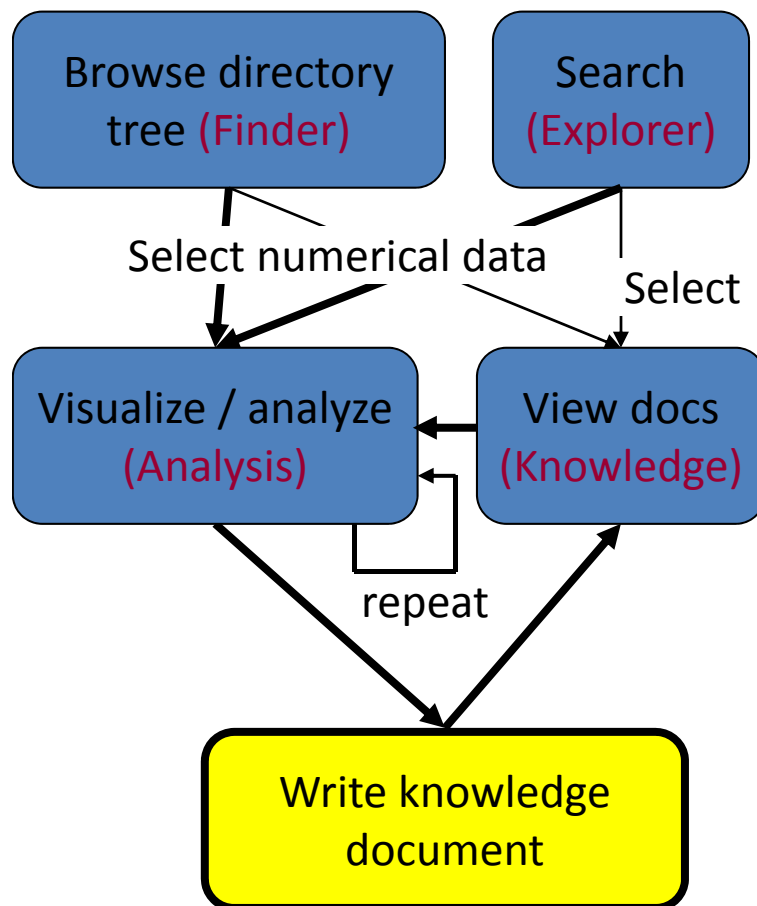 Browse directory
tree (Finder)
Search
(Explorer)
Select numerical data
Select
Visualize / analyze
(Analysis)
View docs
(Knowledge)
repeat
Write knowledge
document